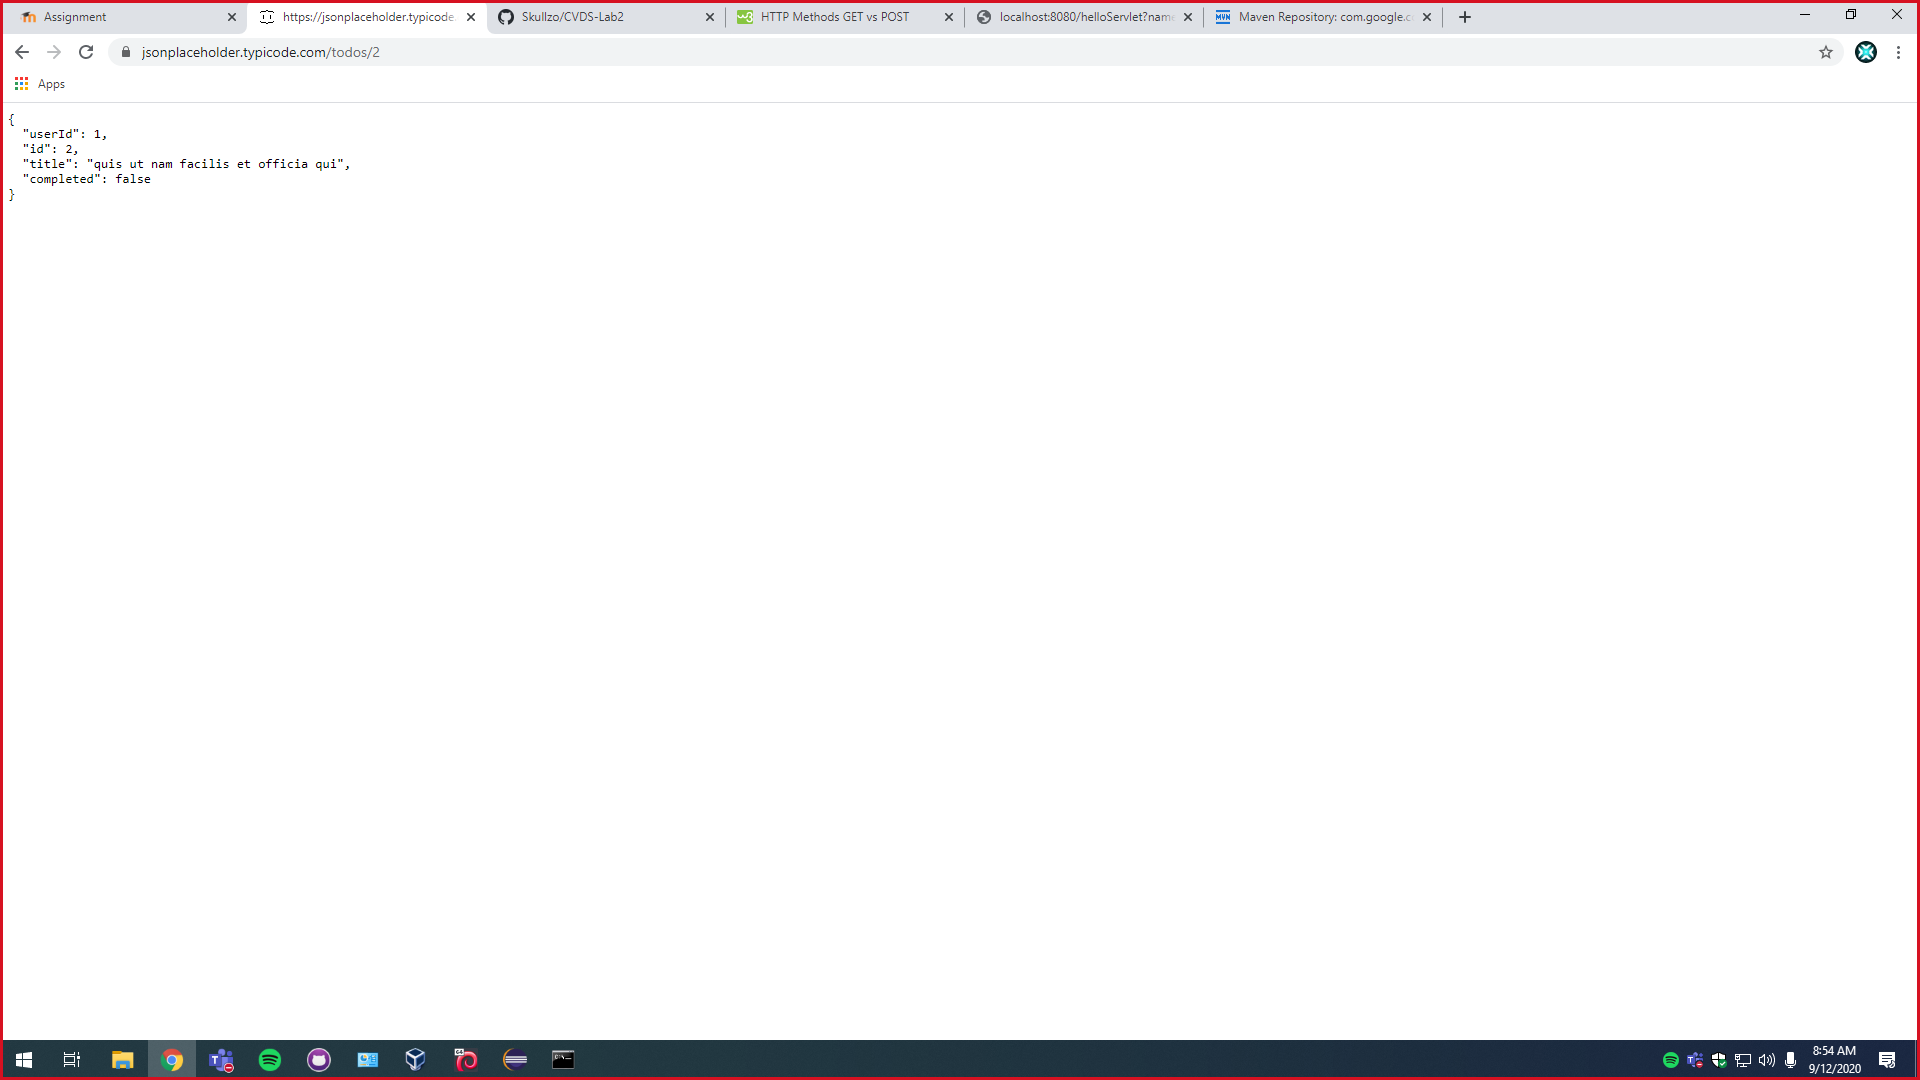 Assignment
https://jsonplaceholder.typicode.
Skullzo/CVDS-Lab2
HTTP Methods GET vs POST
localhost:8080/helloServlet?name
Maven Repository: com.google.c
jsonplaceholder.typicode.com/todos/2
Apps
{
"userId": 1,
"id": 2,
"title": "quis ut nam facilis et officia qui",
"completed": false
}
8:54 AM
9/12/2020